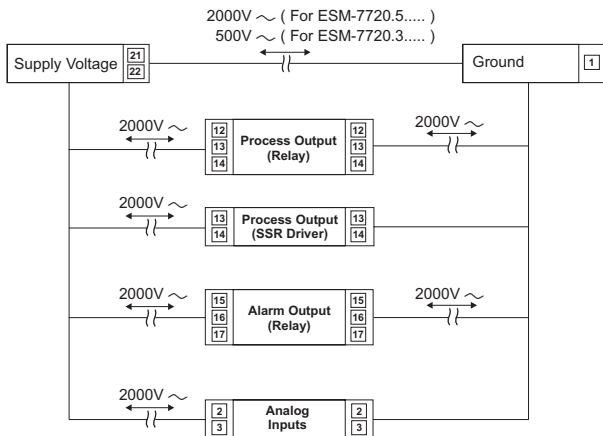 2000V ~ ( For ESM-7720.5..... )
500V ~ ( For ESM-7720.3..... )
Supply Voltage 21 22
Ground 1
2000V ~
12 13 14 Process Output (Relay) 12 13 14
2000V ~
2000V ~
13 14 Process Output (SSR Driver) 13 14
2000V ~
15 16 17 Alarm Output (Relay) 15 16 17
2000V ~
2000V ~
2 3 Analog Inputs 2 3